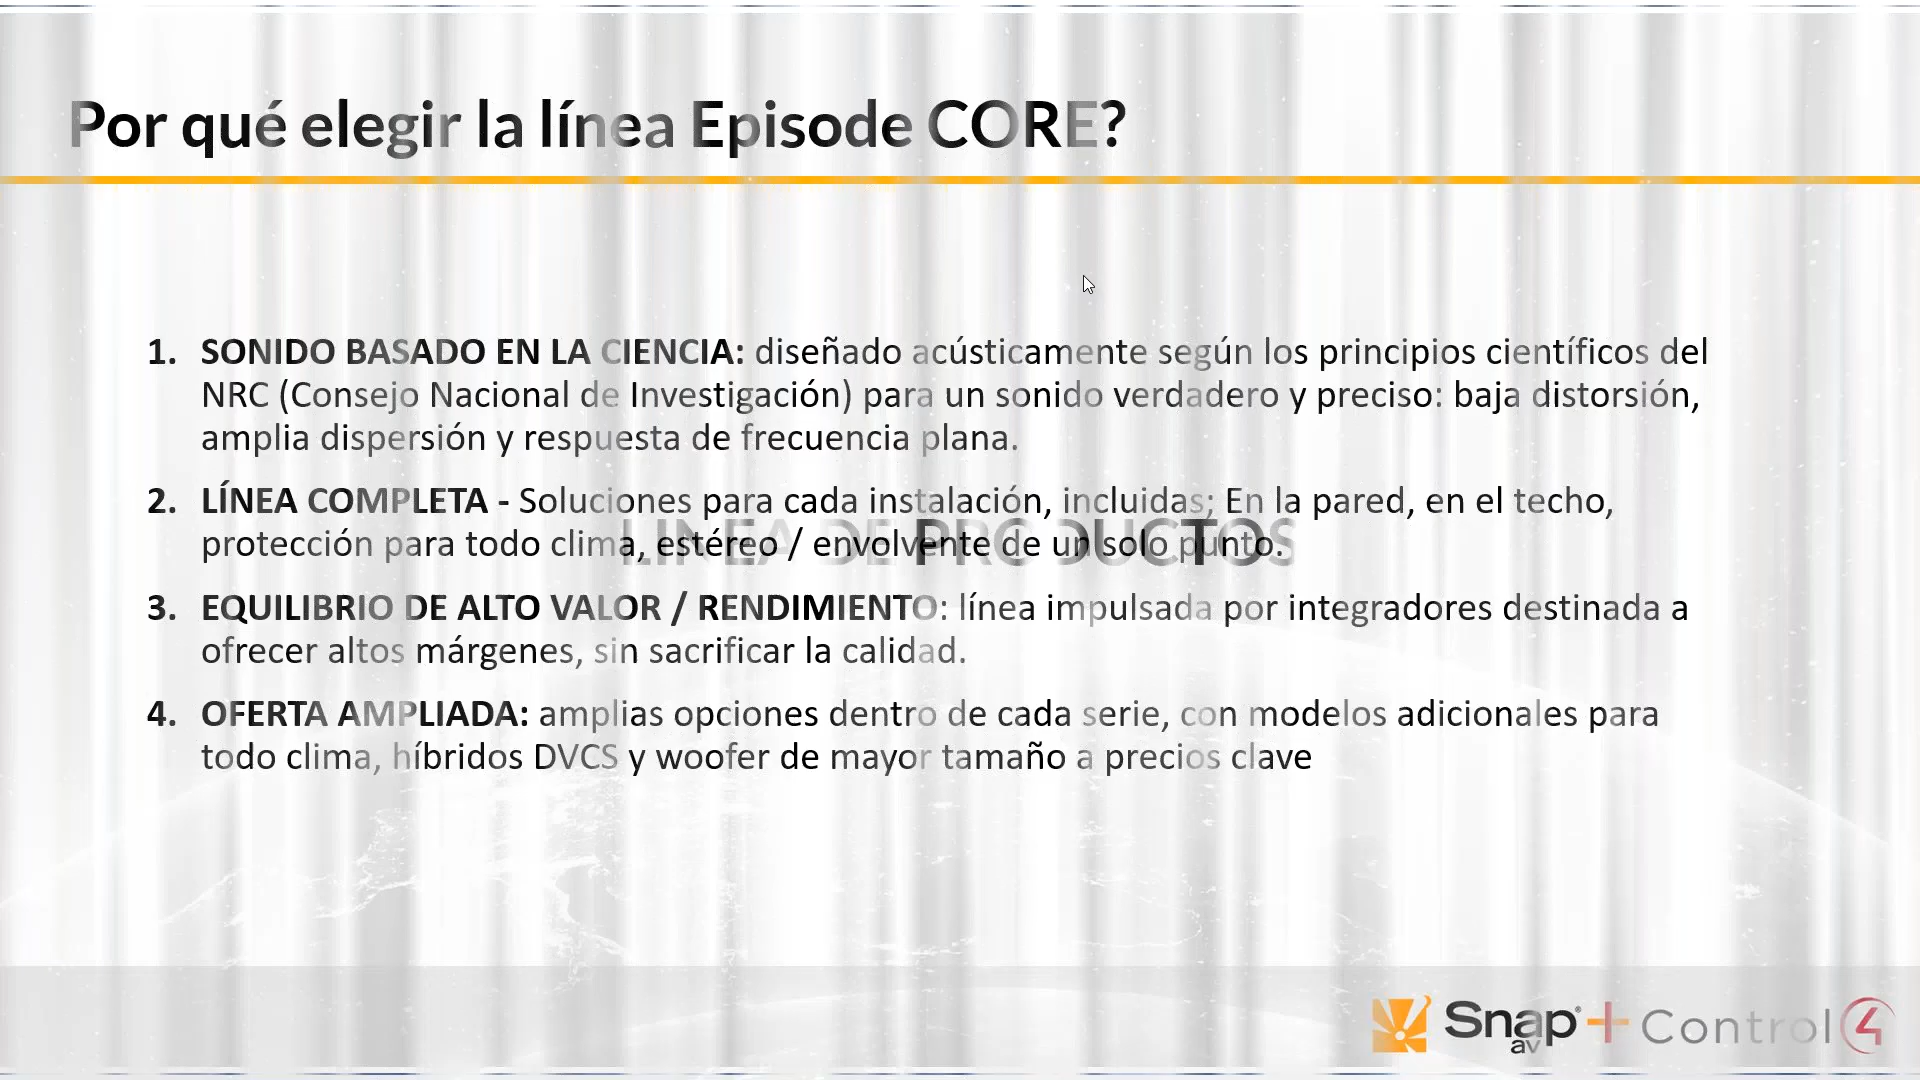 Por qué elegir la línea Episode CORE?
1. SONIDO BASADO EN LA CIENCIA: diseñado acústicamente según los principios científicos del
NRC (Consejo Nacional de Investigación) para un sonido verdadero y preciso: baja distorsión,
amplia dispersión y respuesta de frecuencia plana.
2. LÍNEA COMPLETA - Soluciones para cada instalación, incluidas; En la pared, en el techo,
protección para todo clima, estéreo / envolvente de un solo punto.
LINEA DE PRODUCTOS
3. EQUILIBRIO DE ALTO VALOR / RENDIMIENTO: línea impulsada por integradores destinada a
ofrecer altos márgenes, sin sacrificar la calidad.
4. OFERTA AMPLIADA: amplias opciones dentro de cada serie, con modelos adicionales para
todo clima, híbridos DVCS y woofer de mayor tamaño a precios clave
Snap av + Control 4